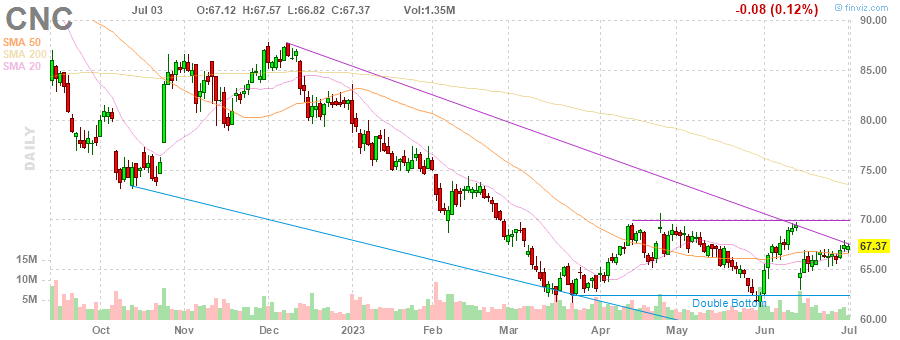 CNC
Jul 03 O:67.12 H:67.57 L:66.82 C:67.37 Vol:1.35M -0.08 (0.12%)
© finviz.com
SMA 50
SMA 200
SMA 20
DAILY
90.00
85.00
80.00
75.00
70.00
67.37
65.00
60.00
15M
10M
5M
Double Bottom
Oct Nov Dec 2023 Feb Mar Apr May Jun Jul